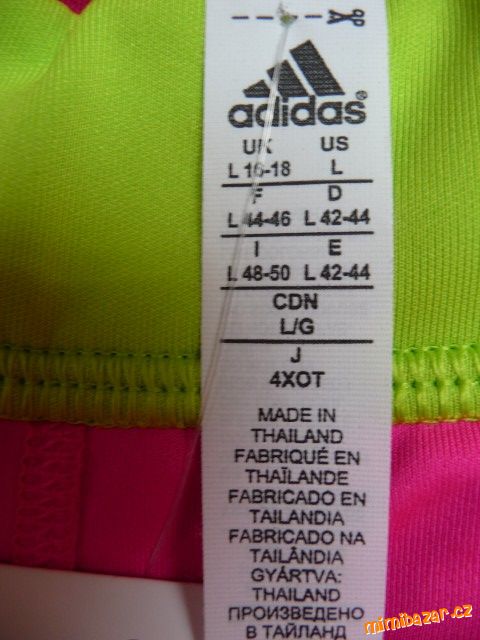 adidas®
UK US
L 16-18 L
F D
L 44-46 L 42-44
I E
L 48-50 L 42-44
CDN
L/G
J
4XOT
MADE IN
THAILAND
FABRIQUÉ EN
THAÏLANDE
FABRICADO EN
TAILANDIA
FABRICADO NA
TAILÂNDIA
GYÁRTVA:
THAILAND
ПРОИЗВЕДЕНО
В ТАЙЛАНД
mimibazar.cz